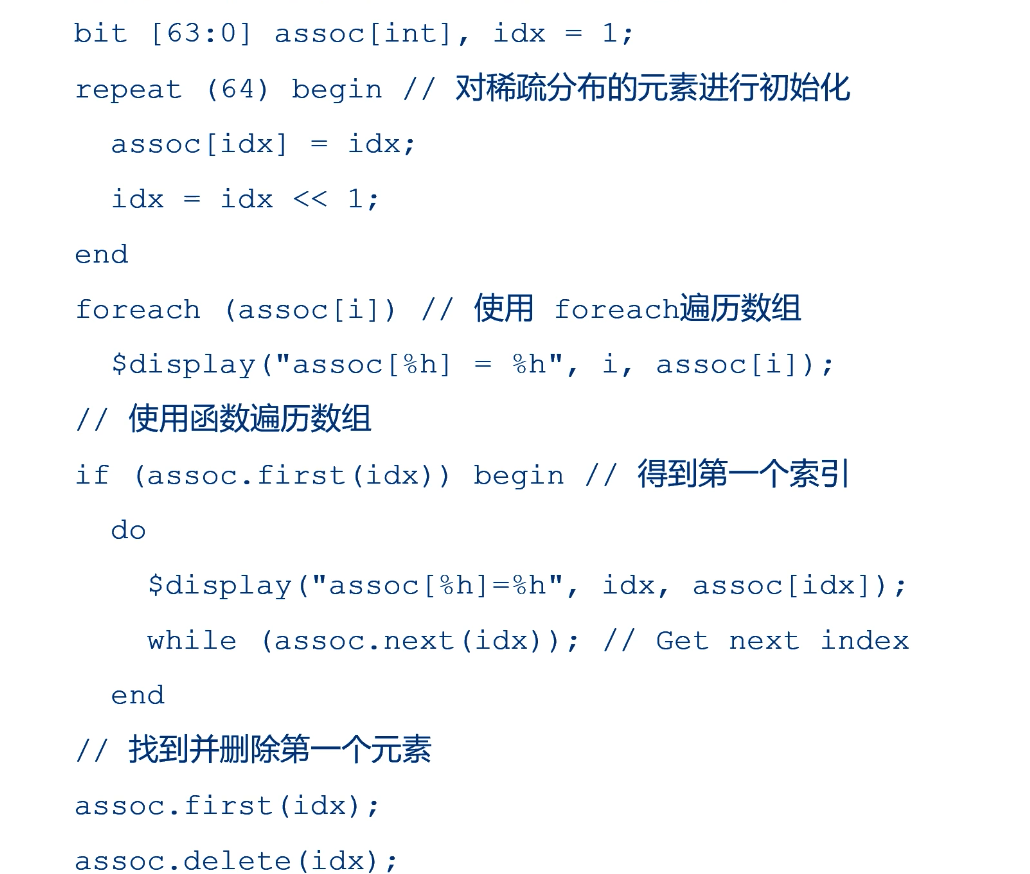 bit [63:0] assoc[int], idx = 1;
repeat (64) begin // 对稀疏分布的元素进行初始化
assoc[idx] = idx;
idx = idx << 1;
end
foreach (assoc[i]) // 使用 foreach遍历数组
$display("assoc[%h] = %h", i, assoc[i]);
// 使用函数遍历数组
if (assoc.first(idx)) begin // 得到第一个索引
do
$display("assoc[%h]=%h", idx, assoc[idx]);
while (assoc.next(idx)); // Get next index
end
// 找到并删除第一个元素
assoc.first(idx);
assoc.delete(idx);